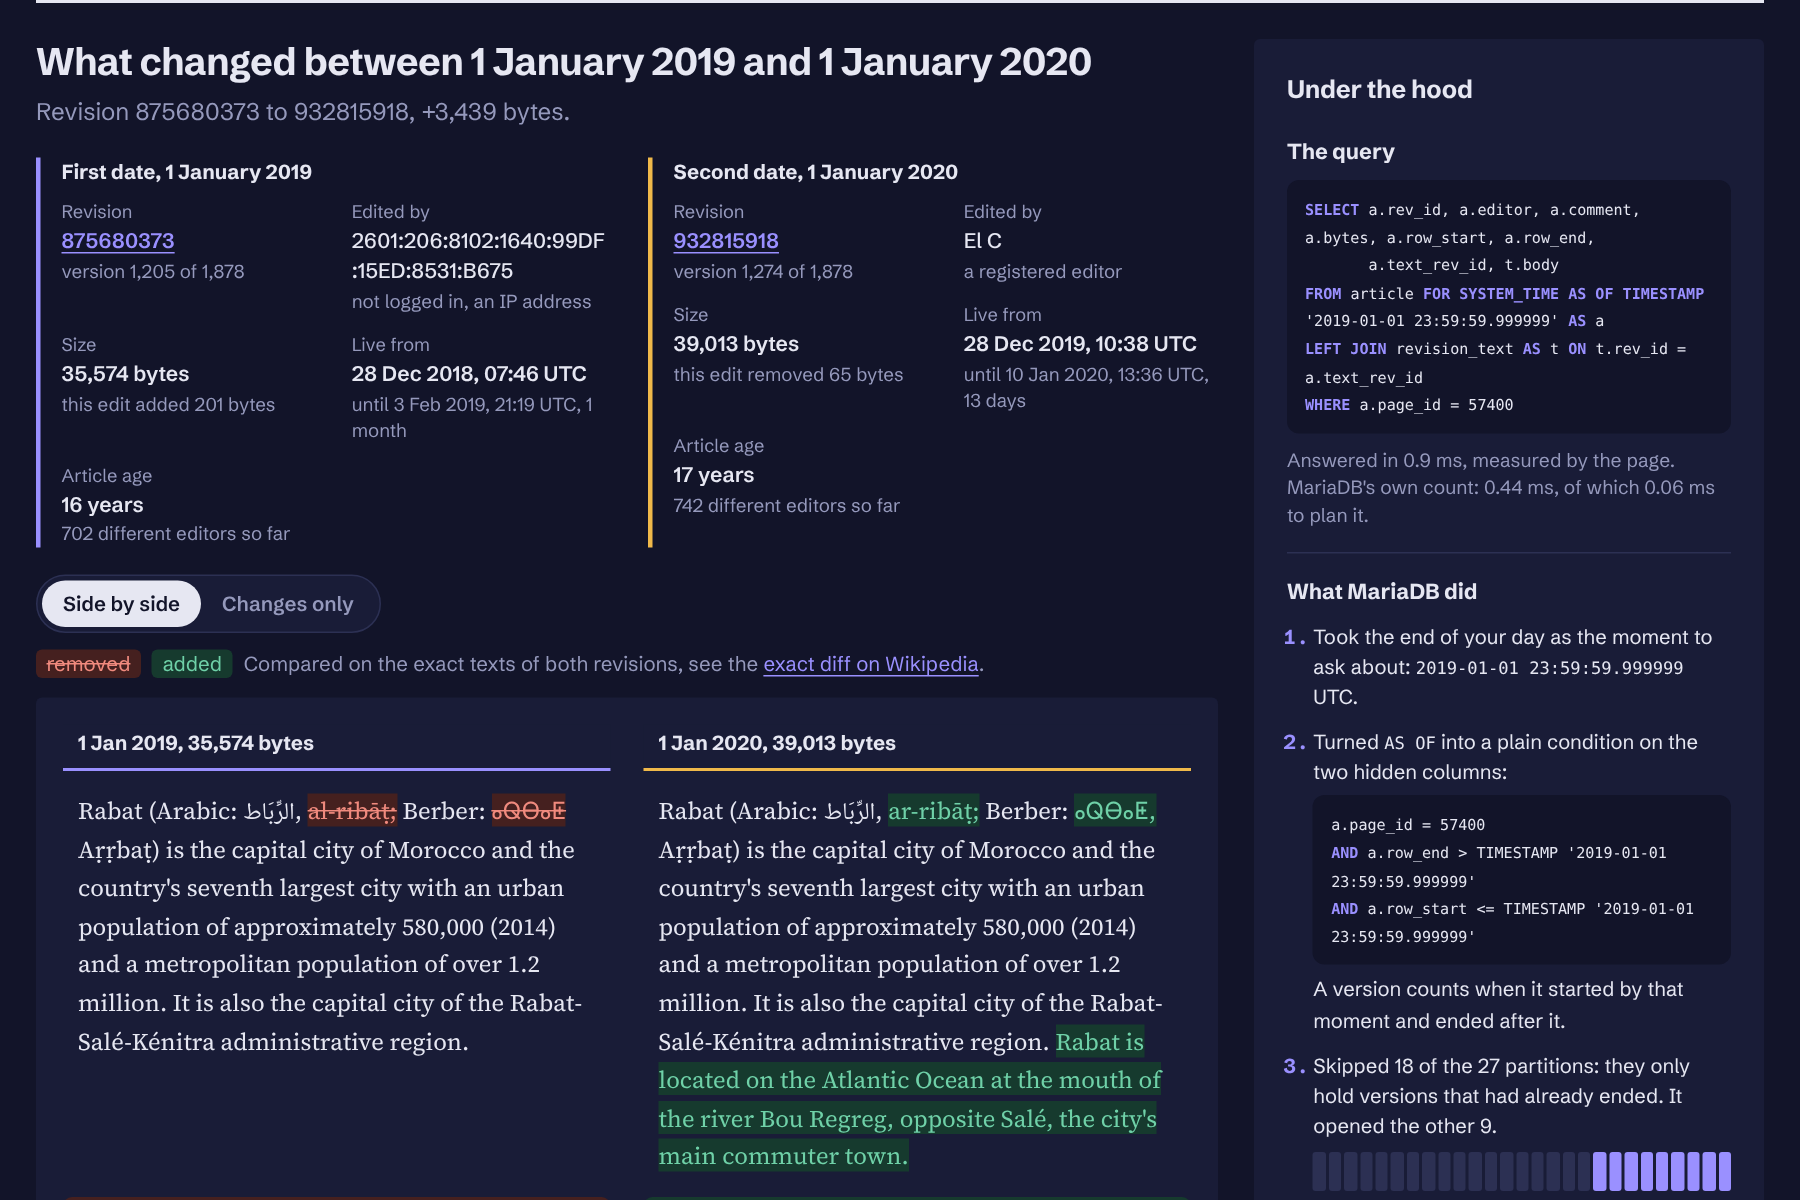 What changed between 1 January 2019 and 1 January 2020
Revision 875680373 to 932815918, +3,439 bytes.
First date, 1 January 2019
Revision
875680373
version 1,205 of 1,878
Edited by
2601:206:8102:1640:99DF
:15ED:8531:B675
not logged in, an IP address
Size
35,574 bytes
this edit added 201 bytes
Live from
28 Dec 2018, 07:46 UTC
until 3 Feb 2019, 21:19 UTC, 1
month
Article age
16 years
702 different editors so far
Second date, 1 January 2020
Revision
932815918
version 1,274 of 1,878
Edited by
El C
a registered editor
Size
39,013 bytes
this edit removed 65 bytes
Live from
28 Dec 2019, 10:38 UTC
until 10 Jan 2020, 13:36 UTC,
13 days
Article age
17 years
742 different editors so far
Side by side
Changes only
removed added Compared on the exact texts of both revisions, see the exact diff on Wikipedia.
1 Jan 2019, 35,574 bytes
Rabat (Arabic: الرِّبَاط, al-ribāṭ; Berber: ⴰⵕⴱⴰⵟ
Aṛṛbaṭ) is the capital city of Morocco and the
country's seventh largest city with an urban
population of approximately 580,000 (2014)
and a metropolitan population of over 1.2
million. It is also the capital city of the Rabat-
Salé-Kénitra administrative region.
1 Jan 2020, 39,013 bytes
Rabat (Arabic: الرِّبَاط, ar-ribāṭ; Berber: ⴰⵕⴱⴰⵟ,
Aṛṛbaṭ) is the capital city of Morocco and the
country's seventh largest city with an urban
population of approximately 580,000 (2014)
and a metropolitan population of over 1.2
million. It is also the capital city of the Rabat-
Salé-Kénitra administrative region. Rabat is
located on the Atlantic Ocean at the mouth of
the river Bou Regreg, opposite Salé, the city's
main commuter town.
Under the hood
The query
SELECT a.rev_id, a.editor, a.comment,
a.bytes, a.row_start, a.row_end,
a.text_rev_id, t.body
FROM article FOR SYSTEM_TIME AS OF TIMESTAMP
'2019-01-01 23:59:59.999999' AS a
LEFT JOIN revision_text AS t ON t.rev_id =
a.text_rev_id
WHERE a.page_id = 57400
Answered in 0.9 ms, measured by the page.
MariaDB's own count: 0.44 ms, of which 0.06 ms
to plan it.
What MariaDB did
1. Took the end of your day as the moment to
ask about: 2019-01-01 23:59:59.999999
UTC.
2. Turned AS OF into a plain condition on the
two hidden columns:
a.page_id = 57400
AND a.row_end > TIMESTAMP '2019-01-01
23:59:59.999999'
AND a.row_start <= TIMESTAMP '2019-01-01
23:59:59.999999'
A version counts when it started by that
moment and ended after it.
3. Skipped 18 of the 27 partitions: they only
hold versions that had already ended. It
opened the other 9.